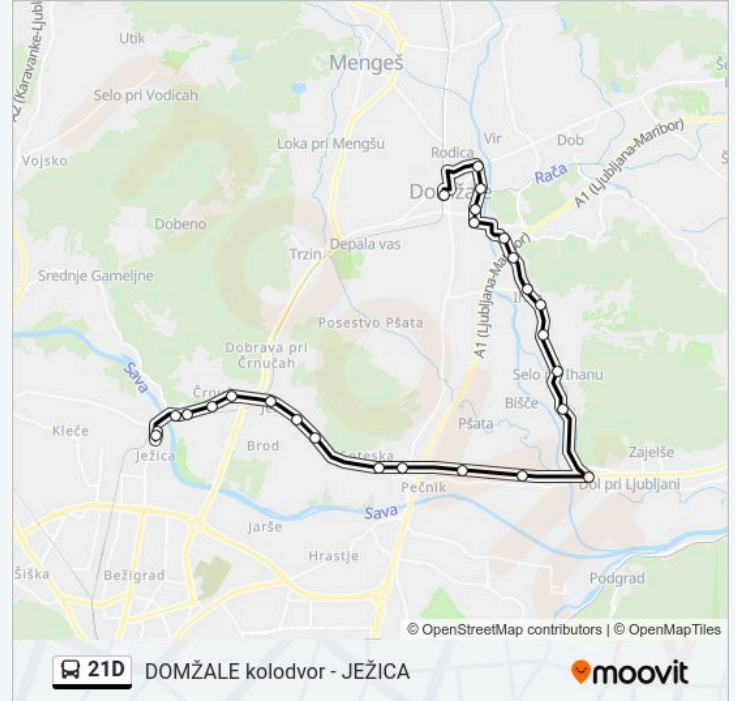 Utik
Mengeš
A2 (Karavanke-Ljubl
Selo pri Vodicah
Loka pri Mengšu
Vir
Dob
Rodica
Vojsko
Rača
A1 (Ljubljana-Maribor)
Dobeno
Trzin
Depala vas
Srednje Gameljne
A1 (Ljubljana-Maribor)
Posestvo Pšata
Dobrava pri
Črnučah
Sava
Selo p Ihanu
Bišče
Pšata
Kleče
Ježica
Brod
Zajelše
Pečnik
Dol pri Ljubljani
Sava
Jarše
Hrastje
Šiška
Bežigrad
Podgrad
© OpenStreetMap contributors | © OpenMapTiles
21D
DOMŽALE kolodvor - JEŽICA
moovit